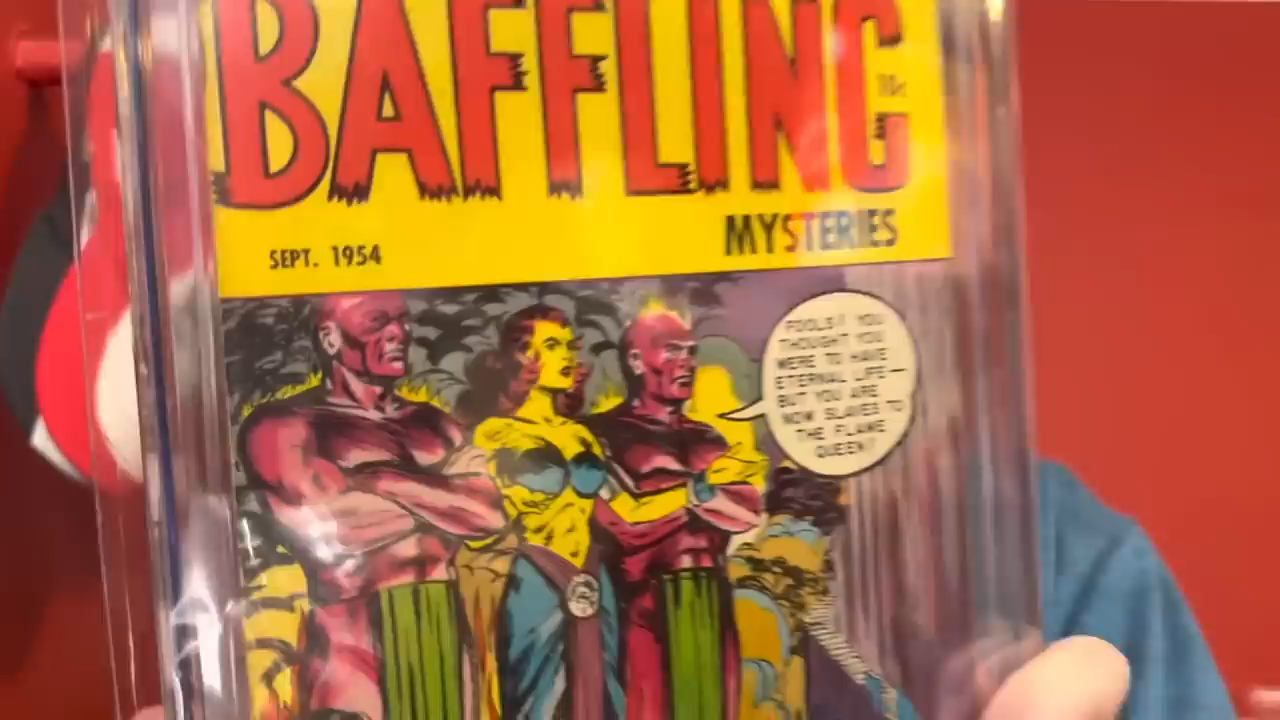 BAFFLING
10¢
MYSTERIES
SEPT. 1954
FOOLS! YOU
THOUGHT YOU
WERE TO HAVE
ETERNAL LIFE—
BUT YOU ARE
NOW SLAVES TO
THE FLAME
QUEEN!